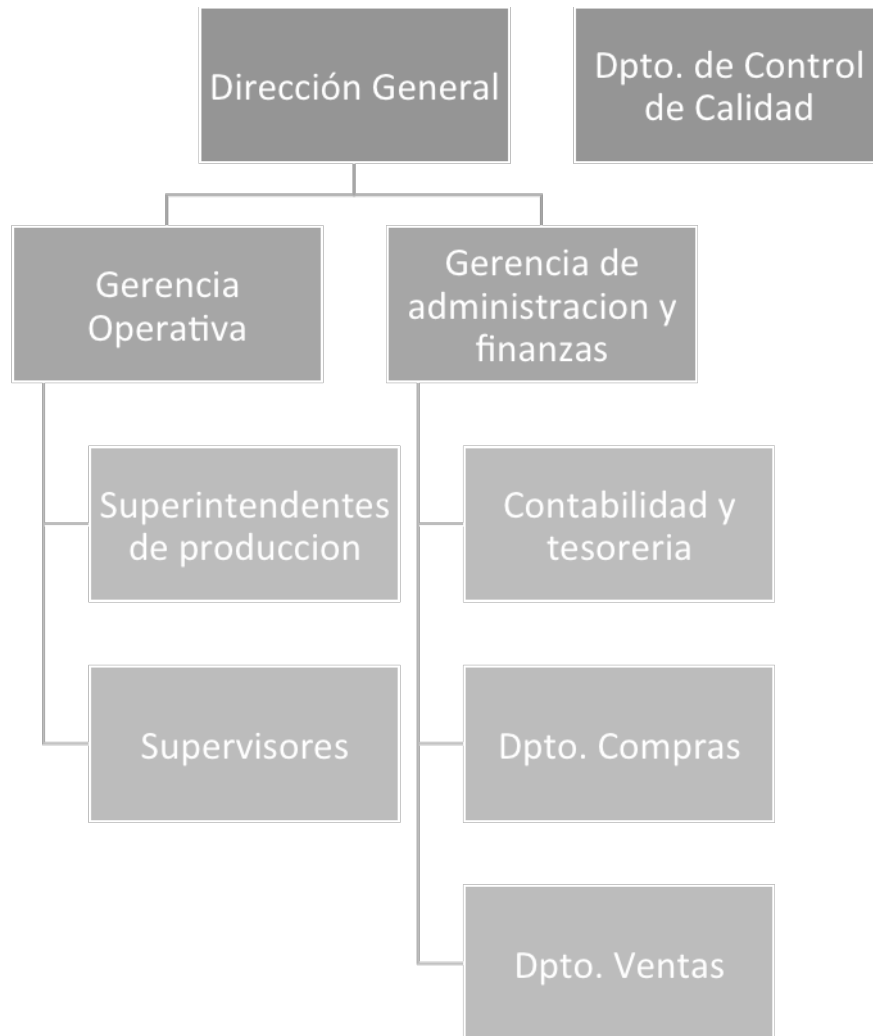 Dirección General
Dpto. de Control
de Calidad
Gerencia
Operativa
Gerencia de
administracion y
finanzas
Superintendentes
de produccion
Contabilidad y
tesoreria
Supervisores
Dpto. Compras
Dpto. Ventas